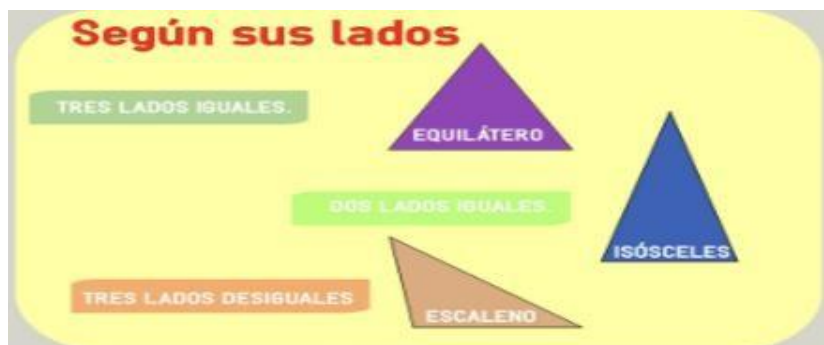 Según sus lados
TRES LADOS IGUALES.
EQUILÁTERO
DOS LADOS IGUALES
ISÓSCELES
TRES LADOS DESIGUALES
ESCALENO